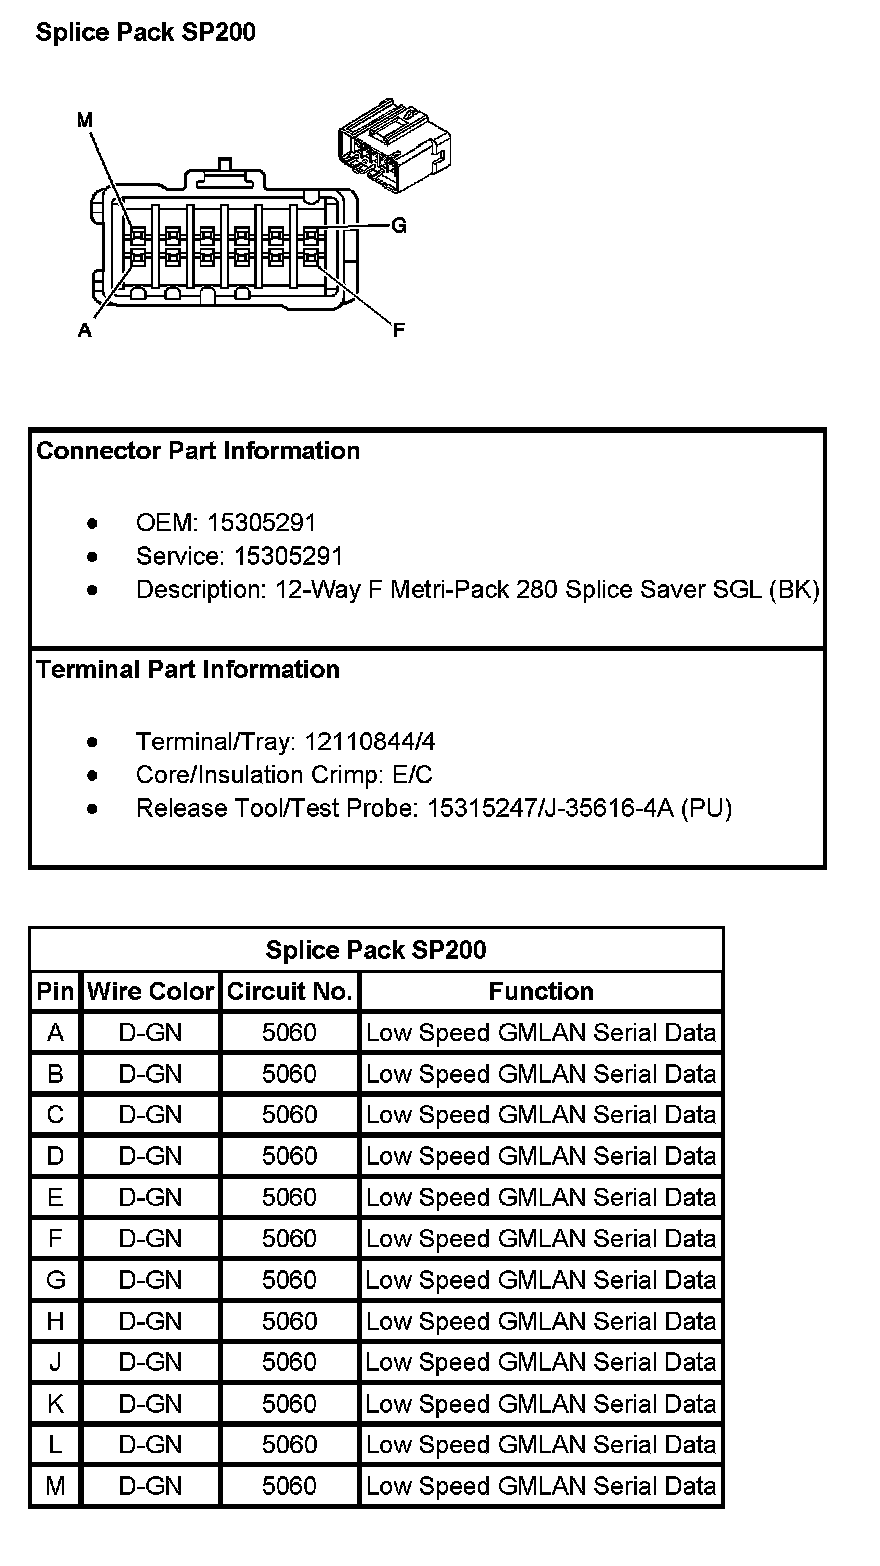 Splice Pack SP200
M
G
A
F
Connector Part Information
• OEM: 15305291
• Service: 15305291
• Description: 12-Way F Metri-Pack 280 Splice Saver SGL (BK)
Terminal Part Information
• Terminal/Tray: 12110844/4
• Core/Insulation Crimp: E/C
• Release Tool/Test Probe: 15315247/J-35616-4A (PU)
Splice Pack SP200
Pin Wire Color Circuit No. Function
A D-GN 5060 Low Speed GMLAN Serial Data
B D-GN 5060 Low Speed GMLAN Serial Data
C D-GN 5060 Low Speed GMLAN Serial Data
D D-GN 5060 Low Speed GMLAN Serial Data
E D-GN 5060 Low Speed GMLAN Serial Data
F D-GN 5060 Low Speed GMLAN Serial Data
G D-GN 5060 Low Speed GMLAN Serial Data
H D-GN 5060 Low Speed GMLAN Serial Data
J D-GN 5060 Low Speed GMLAN Serial Data
K D-GN 5060 Low Speed GMLAN Serial Data
L D-GN 5060 Low Speed GMLAN Serial Data
M D-GN 5060 Low Speed GMLAN Serial Data